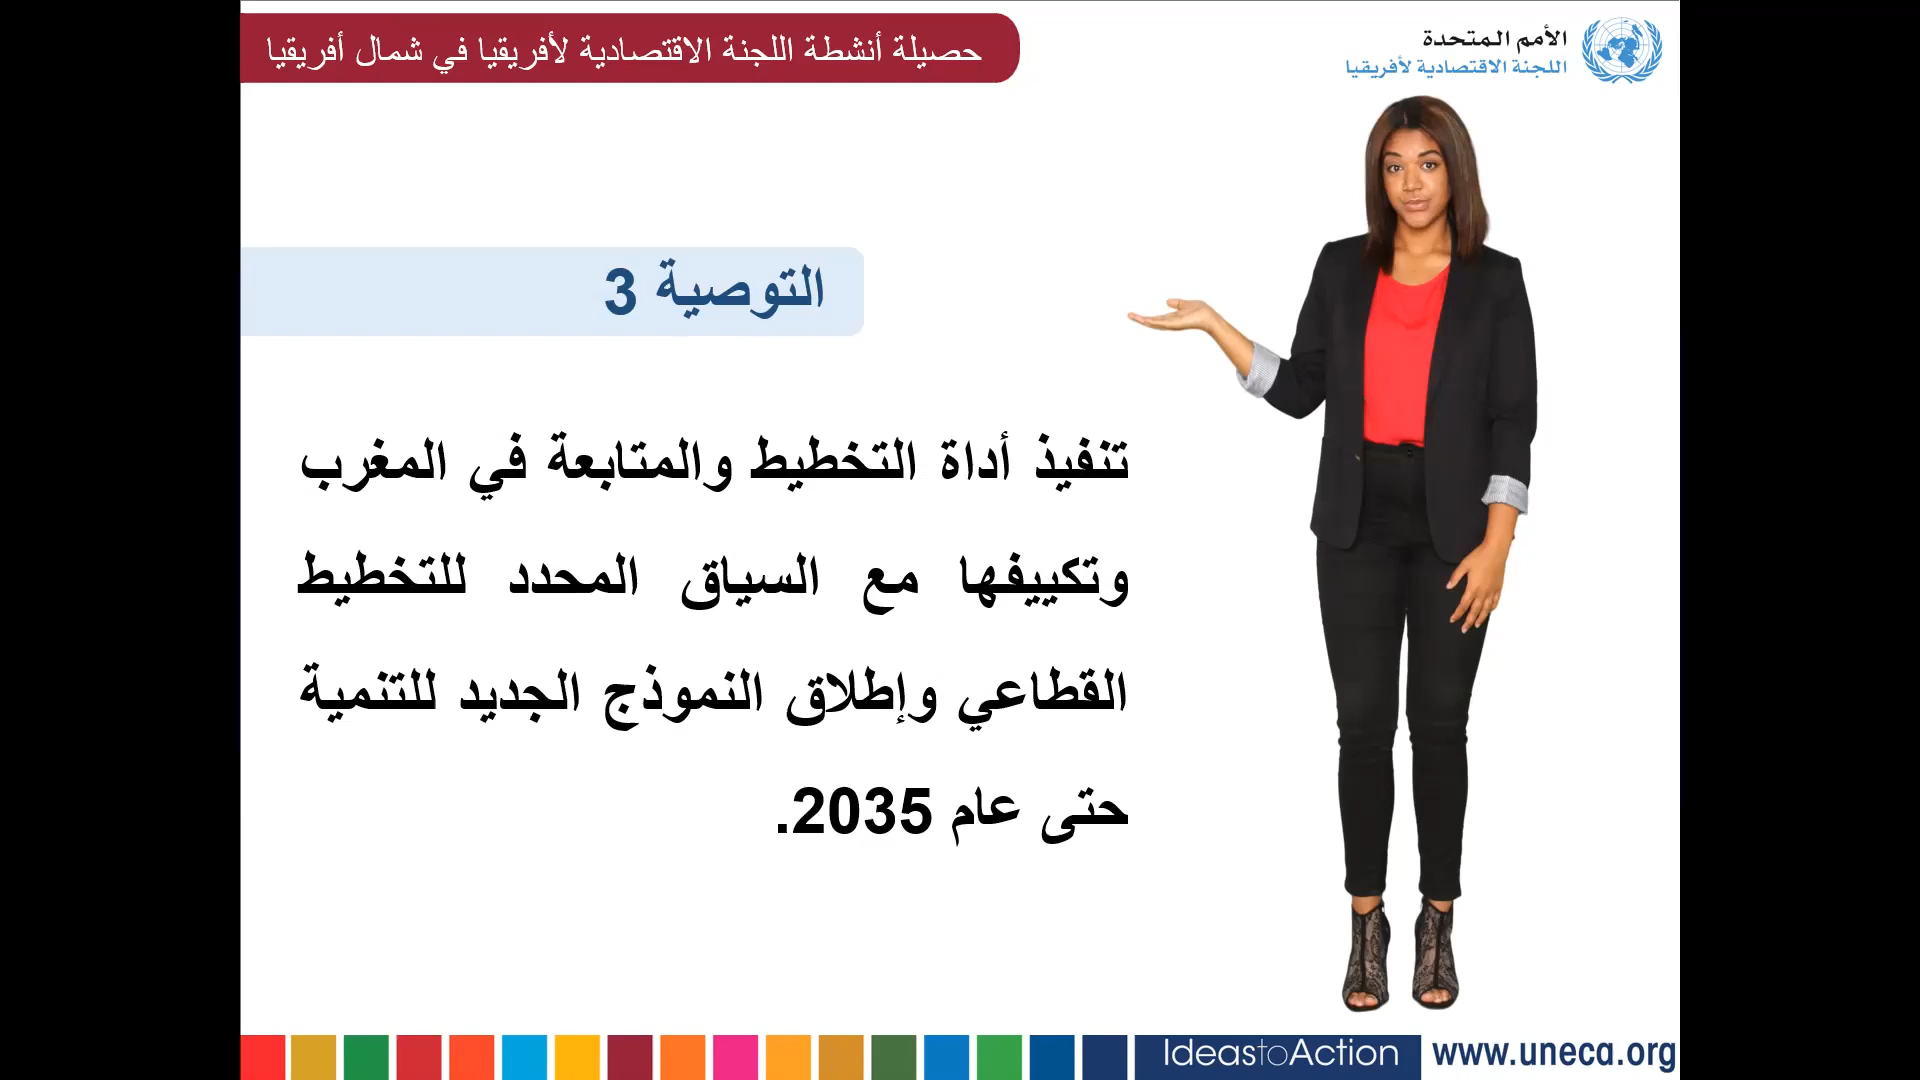 حصيلة أنشطة اللجنة الاقتصادية لأفريقيا في شمال أفريقيا
الأمم المتحدة
اللجنة الاقتصادية لأفريقيا
التوصية 3
تنفيذ أداة التخطيط والمتابعة في المغرب
وتكييفها مع السياق المحدد للتخطيط
القطاعي وإطلاق النموذج الجديد للتنمية
حتى عام 2035.
IdeastoAction
www.uneca.org